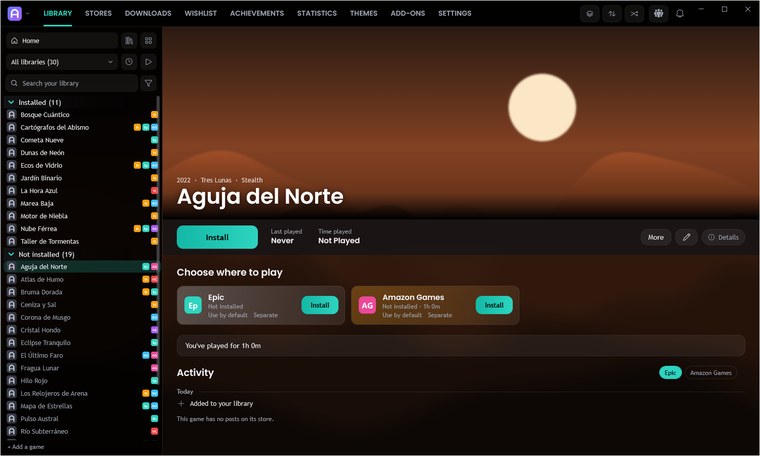 LIBRARY STORES DOWNLOADS WISHLIST ACHIEVEMENTS STATISTICS THEMES ADD-ONS SETTINGS
Home
All libraries (30)
Search your library
Installed (11)
Bosque Cuántico
Cartógrafos del Abismo
Cometa Nueve
Dunas de Neón
Ecos de Vidrio
Jardín Binario
La Hora Azul
Marea Baja
Motor de Niebla
Nube Férrea
Taller de Tormentas
Not installed (19)
Aguja del Norte
Atlas de Humo
Bruma Dorada
Ceniza y Sal
Corona de Musgo
Cristal Hondo
Eclipse Tranquilo
El Último Faro
Fragua Lunar
Hilo Rojo
Los Relojeros de Arena
Mapa de Estrellas
Pulso Austral
Río Subterráneo
+ Add a game
2022 · Tres Lunas · Stealth
Aguja del Norte
Install
Last played
Never
Time played
Not Played
More
Details
Choose where to play
Ep
Epic
Not installed
Use by default Separate
Install
AG
Amazon Games
Not installed · 1h 0m
Use by default Separate
Install
You've played for 1h 0m
Activity
Epic
Amazon Games
Today
Added to your library
This game has no posts on its store.